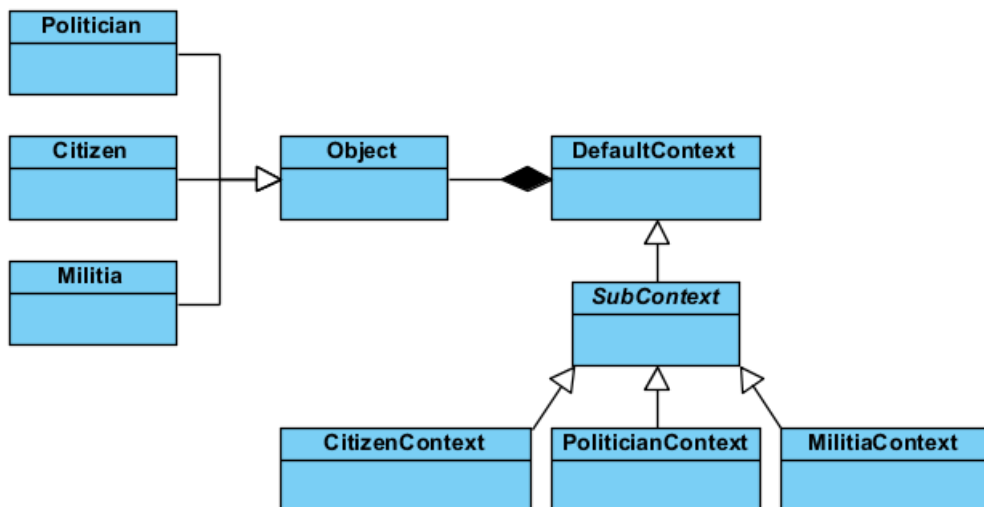 Politician
Citizen
Object
DefaultContext
Militia
SubContext
CitizenContext
PoliticianContext
MilitiaContext